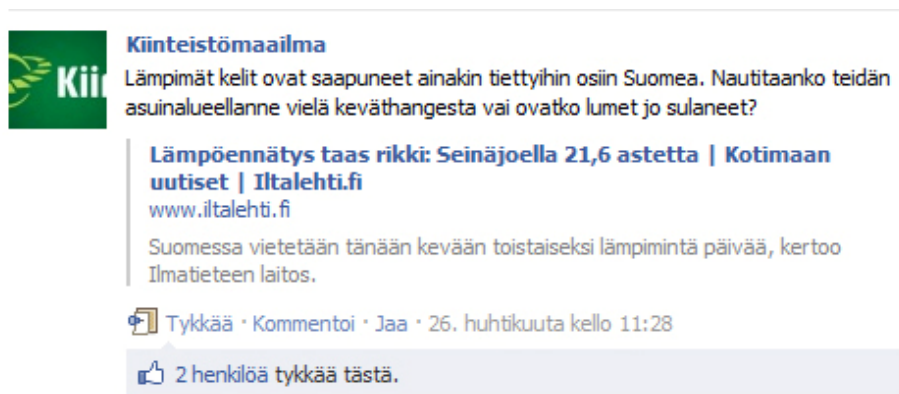 Kiinteistömaailma
Lämpimät kelit ovat saapuneet ainakin tiettyihin osiin Suomea. Nautitaanko teidän
asuinalueellanne vielä keväthangesta vai ovatko lumet jo sulaneet?
Lämpöennätys taas rikki: Seinäjoella 21,6 astetta | Kotimaan
uutiset | Iltalehti.fi
www.iltalehti.fi
Suomessa vietetään tänään kevään toistaiseksi lämpimintä päivää, kertoo
Ilmatieteen laitos.
Tykkää · Kommentoi · Jaa · 26. huhtikuuta kello 11:28
2 henkilöä tykkää tästä.